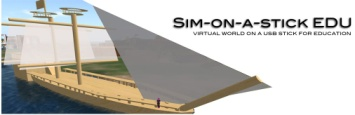 SIM-ON-A-STICK EDU
VIRTUAL WORLD ON A USB STICK FOR EDUCATION